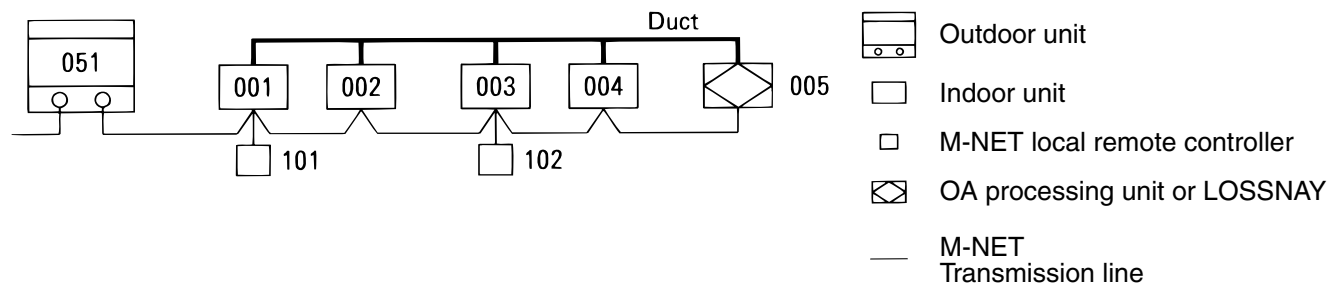 Duct
051
001
002
003
004
005
101
102
Outdoor unit
Indoor unit
M-NET local remote controller
OA processing unit or LOSSNAY
M-NET
Transmission line